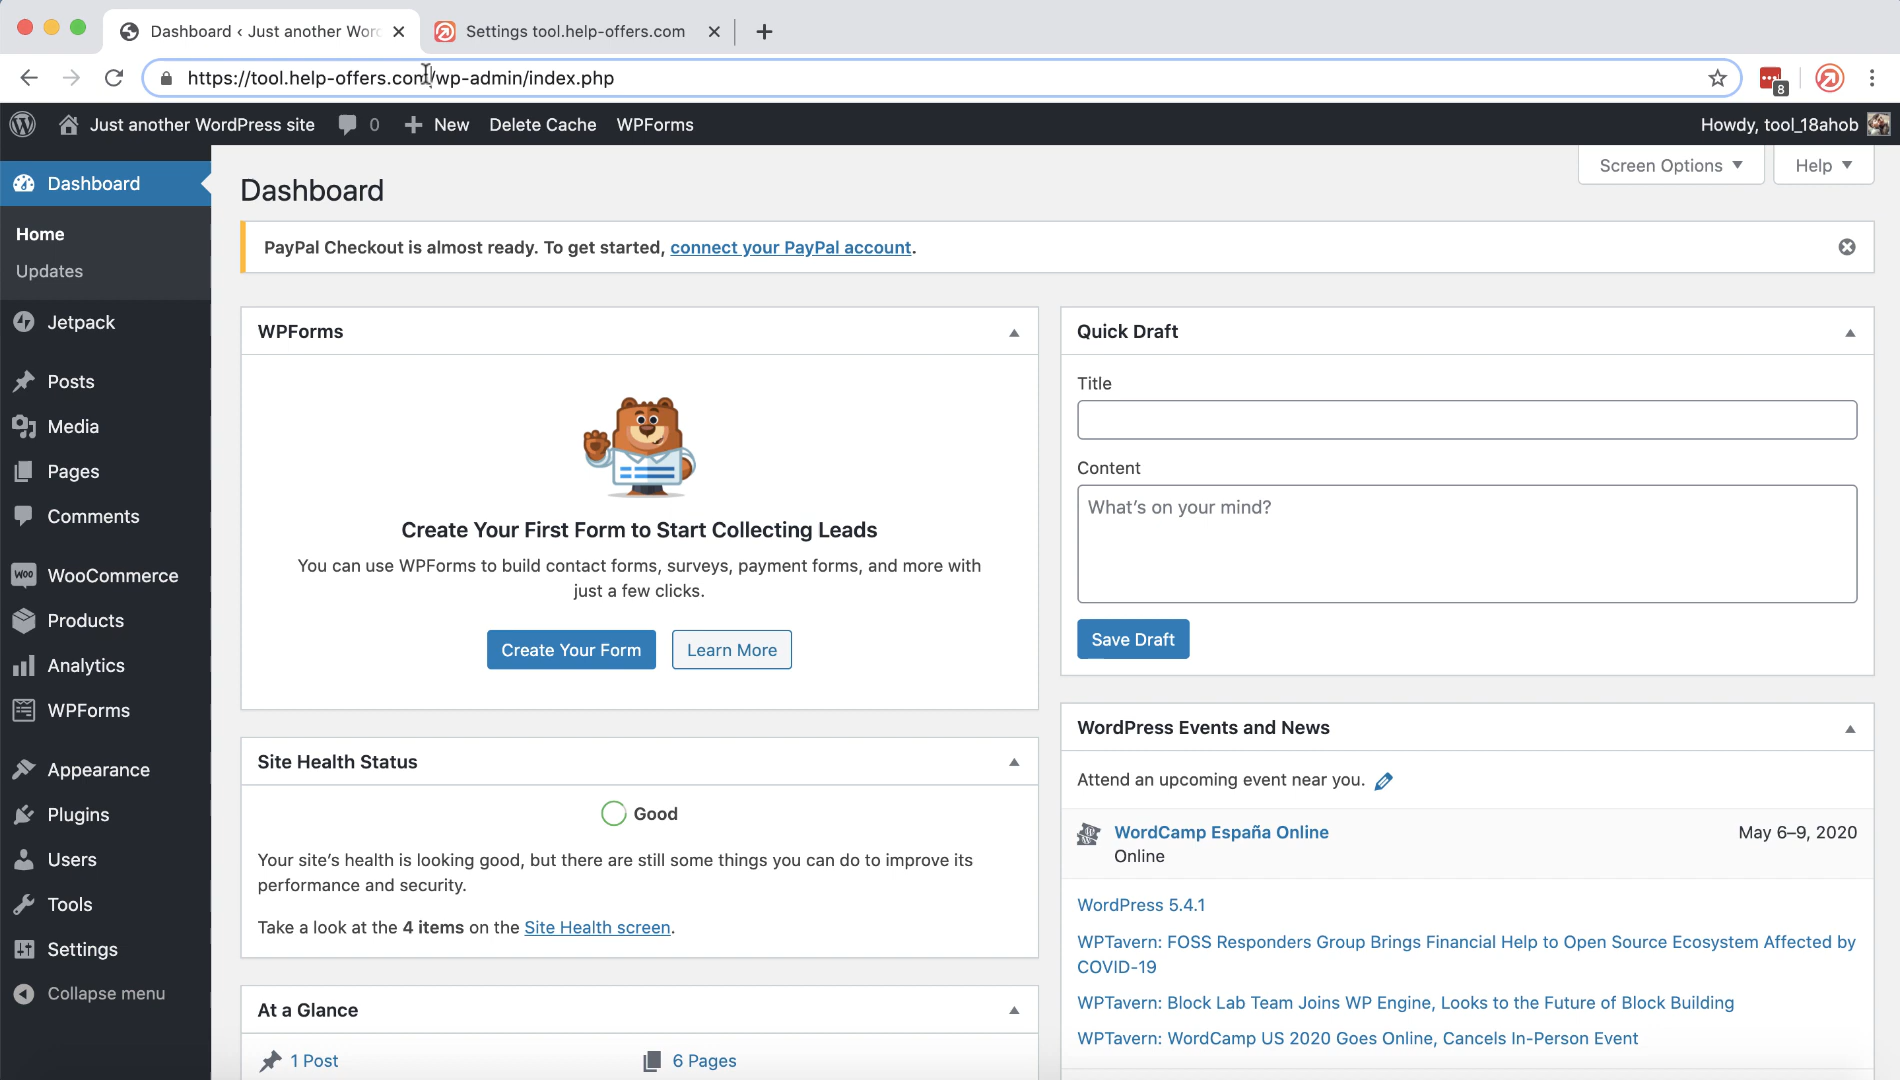 Dashboard ‹ Just another Word
Settings tool.help-offers.com
https://tool.help-offers.com/wp-admin/index.php
8
Just another WordPress site
0
New
Delete Cache
WPForms
Howdy, tool_18ahob
Dashboard
Home
Updates
Jetpack
Posts
Media
Pages
Comments
WooCommerce
Products
Analytics
WPForms
Appearance
Plugins
Users
Tools
Settings
Collapse menu
Screen Options
Help
Dashboard
PayPal Checkout is almost ready. To get started, connect your PayPal account.
WPForms
Create Your First Form to Start Collecting Leads
You can use WPForms to build contact forms, surveys, payment forms, and more with
just a few clicks.
Create Your Form
Learn More
Site Health Status
Good
Your site’s health is looking good, but there are still some things you can do to improve its
performance and security.
Take a look at the 4 items on the Site Health screen.
At a Glance
1 Post
6 Pages
Quick Draft
Title
Content
What’s on your mind?
Save Draft
WordPress Events and News
Attend an upcoming event near you.
WordCamp España Online
May 6–9, 2020
Online
WordPress 5.4.1
WPTavern: FOSS Responders Group Brings Financial Help to Open Source Ecosystem Affected by
COVID-19
WPTavern: Block Lab Team Joins WP Engine, Looks to the Future of Block Building
WPTavern: WordCamp US 2020 Goes Online, Cancels In-Person Event